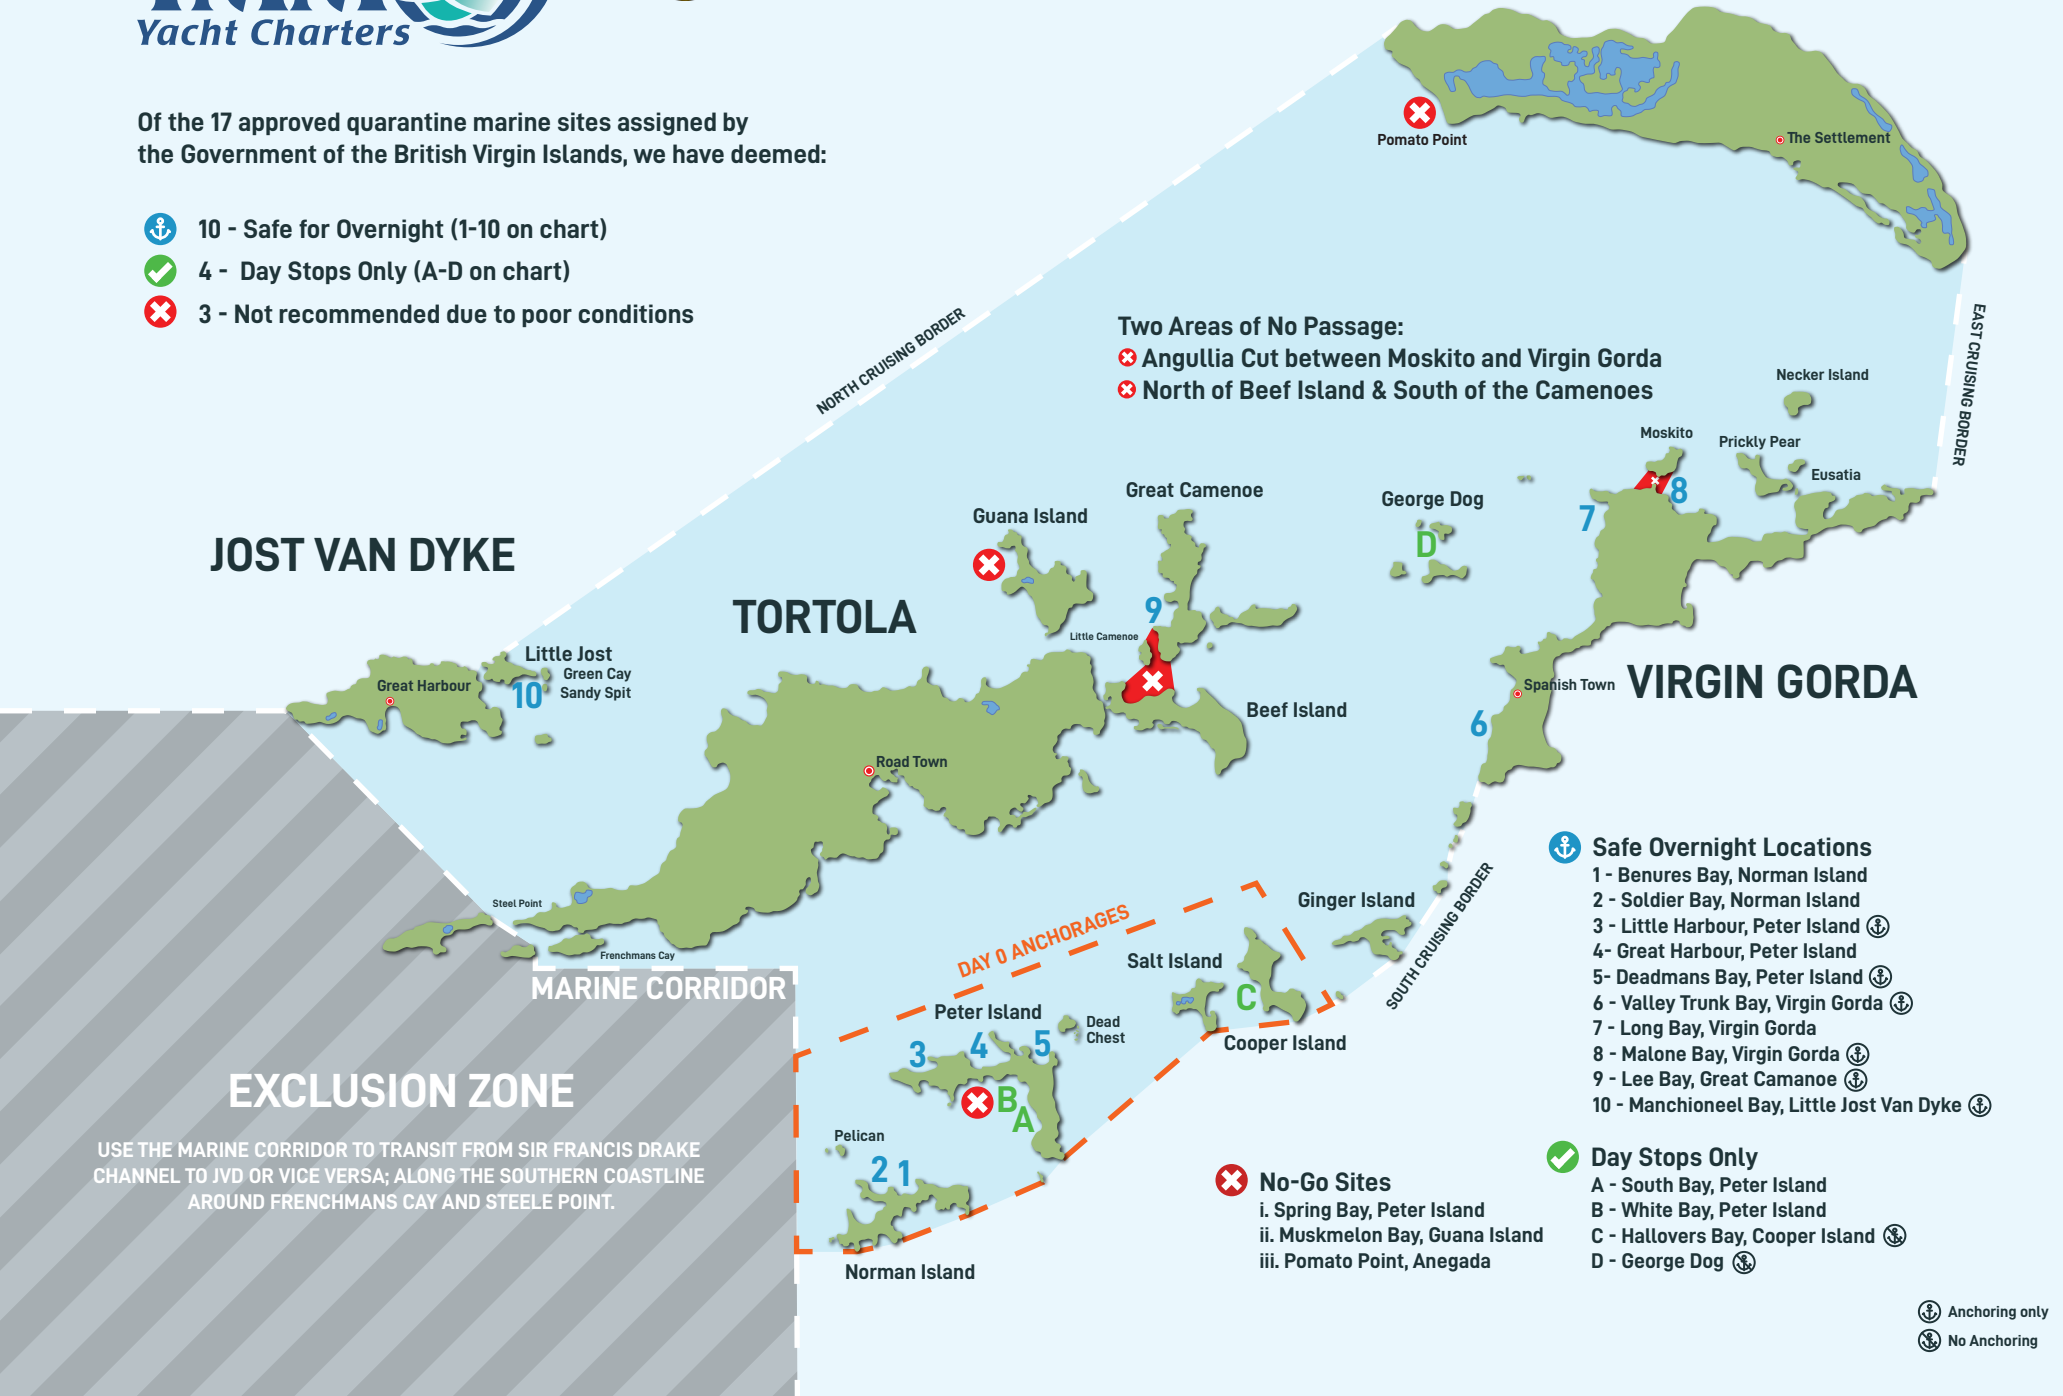 Yacht Charters
Of the 17 approved quarantine marine sites assigned by
the Government of the British Virgin Islands, we have deemed:
10 - Safe for Overnight (1-10 on chart)
4 - Day Stops Only (A-D on chart)
3 - Not recommended due to poor conditions
Pomato Point
The Settlement
NORTH CRUISING BORDER
EAST CRUISING BORDER
Two Areas of No Passage:
Angullia Cut between Moskito and Virgin Gorda
North of Beef Island & South of the Camenoes
Necker Island
Moskito
Prickly Pear
Eusatia
8
7
George Dog
D
Great Camenoe
Guana Island
9
Little Camenoe
Beef Island
JOST VAN DYKE
TORTOLA
VIRGIN GORDA
Little Jost
Green Cay
Sandy Spit
Great Harbour
10
Spanish Town
6
Road Town
Steel Point
Frenchmans Cay
MARINE CORRIDOR
DAY 0 ANCHORAGES
Ginger Island
SOUTH CRUISING BORDER
Salt Island
C
Cooper Island
Peter Island
Dead
Chest
3
4
5
B
A
Pelican
2
1
Norman Island
EXCLUSION ZONE
USE THE MARINE CORRIDOR TO TRANSIT FROM SIR FRANCIS DRAKE
CHANNEL TO JVD OR VICE VERSA; ALONG THE SOUTHERN COASTLINE
AROUND FRENCHMANS CAY AND STEELE POINT.
Safe Overnight Locations
1 - Benures Bay, Norman Island
2 - Soldier Bay, Norman Island
3 - Little Harbour, Peter Island
4- Great Harbour, Peter Island
5- Deadmans Bay, Peter Island
6 - Valley Trunk Bay, Virgin Gorda
7 - Long Bay, Virgin Gorda
8 - Malone Bay, Virgin Gorda
9 - Lee Bay, Great Camanoe
10 - Manchioneel Bay, Little Jost Van Dyke
No-Go Sites
i. Spring Bay, Peter Island
ii. Muskmelon Bay, Guana Island
iii. Pomato Point, Anegada
Day Stops Only
A - South Bay, Peter Island
B - White Bay, Peter Island
C - Hallovers Bay, Cooper Island
D - George Dog
Anchoring only
No Anchoring